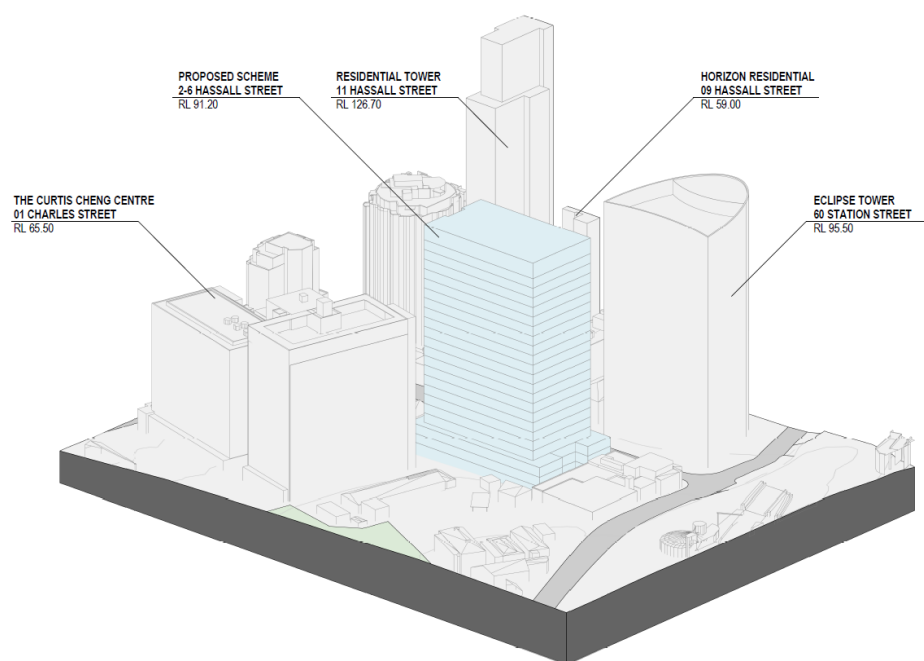 PROPOSED SCHEME
2-6 HASSALL STREET
RL 91.20
RESIDENTIAL TOWER
11 HASSALL STREET
RL 126.70
HORIZON RESIDENTIAL
09 HASSALL STREET
RL 59.00
THE CURTIS CHENG CENTRE
01 CHARLES STREET
RL 65.50
ECLIPSE TOWER
60 STATION STREET
RL 95.50